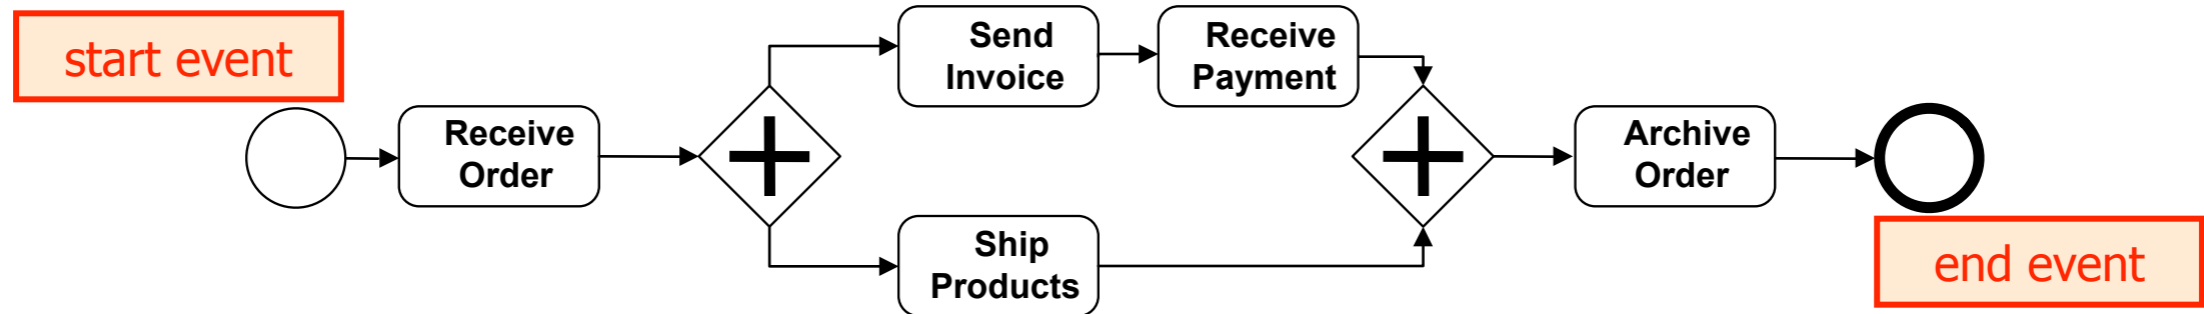 start event
Receive
Order
Send
Invoice
Receive
Payment
Ship
Products
Archive
Order
end event